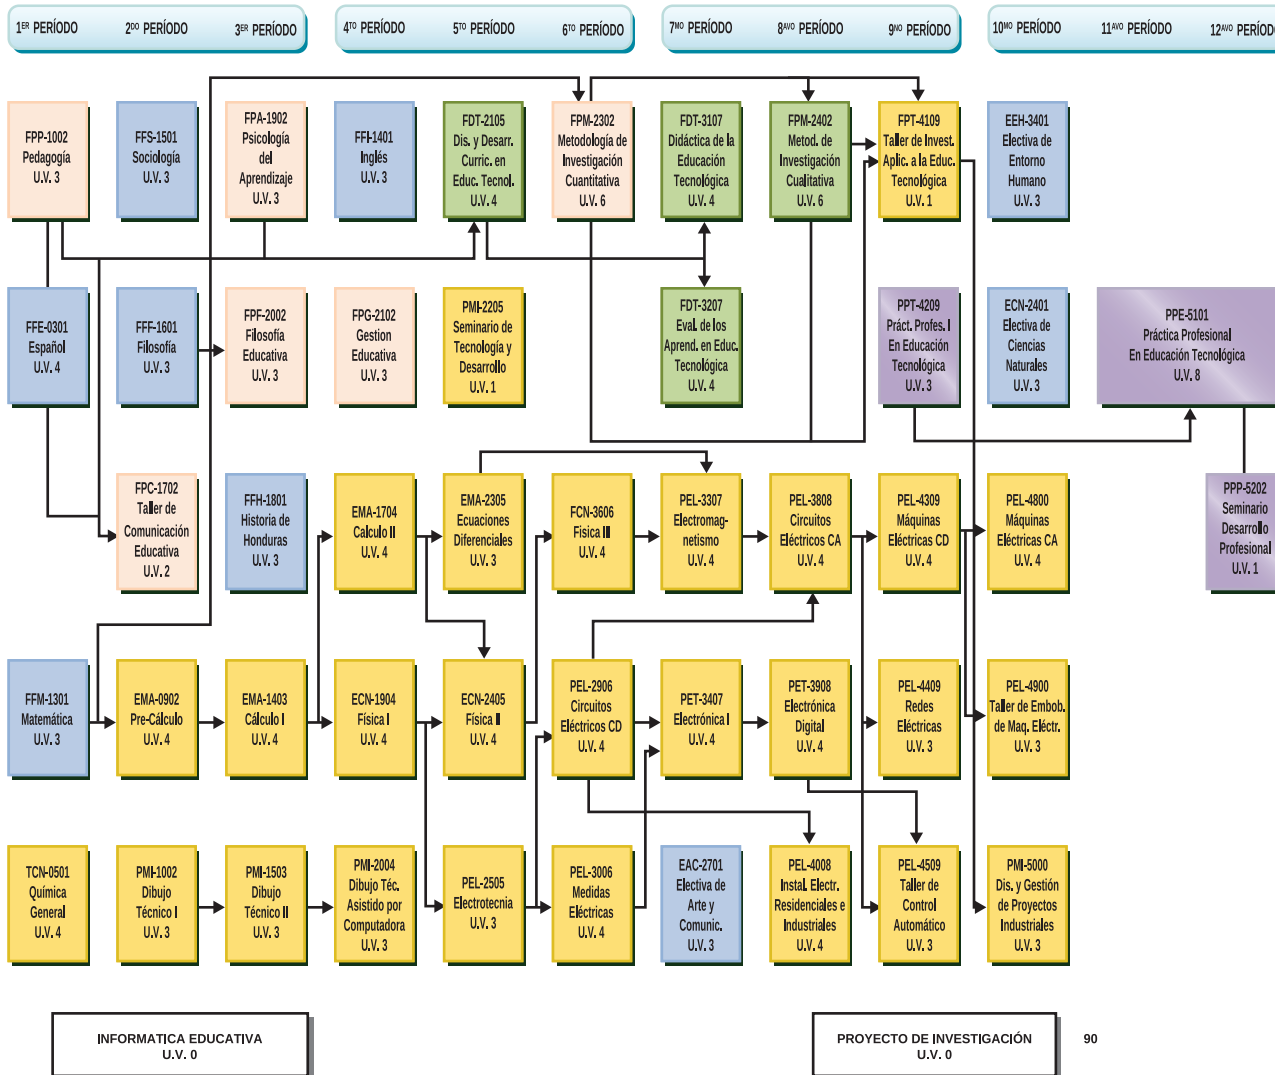 1ER PERÍODO
2DO PERÍODO
3ER PERÍODO
4TO PERÍODO
5TO PERÍODO
6TO PERÍODO
7MO PERÍODO
8AVO PERÍODO
9NO PERÍODO
10MO PERÍODO
11AVO PERÍODO
12AVO PERÍODO
FPP-1002
Pedagogía
U.V. 3
FFS-1501
Sociología
U.V. 3
FPA-1902
Psicología
del
Aprendizaje
U.V. 3
FFI-1401
Inglés
U.V. 3
FDT-2105
Dis. y Desarr.
Curric. en
Educ. Tecnol.
U.V. 4
FPM-2302
Metodología de
Investigación
Cuantitativa
U.V. 6
FDT-3107
Didáctica de la
Educación
Tecnológica
U.V. 4
FPM-2402
Metod. de
Investigación
Cualitativa
U.V. 6
FPT-4109
Taller de Invest.
Aplic. a la Educ.
Tecnológica
U.V. 1
EEH-3401
Electiva de
Entorno
Humano
U.V. 3
FFE-0301
Español
U.V. 4
FFF-1601
Filosofía
U.V. 3
FPF-2002
Filosofía
Educativa
U.V. 3
FPG-2102
Gestion
Educativa
U.V. 3
PMI-2205
Seminario de
Tecnología y
Desarrollo
U.V. 1
FDT-3207
Eval. de los
Aprend. en Educ.
Tecnológica
U.V. 4
PPT-4209
Práct. Profes. I
En Educación
Tecnológica
U.V. 3
ECN-2401
Electiva de
Ciencias
Naturales
U.V. 3
PPE-5101
Práctica Profesional
En Educación Tecnológica
U.V. 8
FPC-1702
Taller de
Comunicación
Educativa
U.V. 2
FFH-1801
Historia de
Honduras
U.V. 3
EMA-1704
Calculo II
U.V. 4
EMA-2305
Ecuaciones
Diferenciales
U.V. 3
FCN-3606
Física III
U.V. 4
PEL-3307
Electromag-
netismo
U.V. 4
PEL-3808
Circuitos
Eléctricos CA
U.V. 4
PEL-4309
Máquinas
Eléctricas CD
U.V. 4
PEL-4800
Máquinas
Eléctricas CA
U.V. 4
PPP-5202
Seminario
Desarrollo
Profesional
U.V. 1
FFM-1301
Matemática
U.V. 3
EMA-0902
Pre-Cálculo
U.V. 4
EMA-1403
Cálculo I
U.V. 4
ECN-1904
Física I
U.V. 4
ECN-2405
Física II
U.V. 4
PEL-2906
Circuitos
Eléctricos CD
U.V. 4
PET-3407
Electrónica I
U.V. 4
PET-3908
Electrónica
Digital
U.V. 4
PEL-4409
Redes
Eléctricas
U.V. 3
PEL-4900
Taller de Embob.
de Maq. Eléctr.
U.V. 3
TCN-0501
Química
General
U.V. 4
PMI-1002
Dibujo
Técnico I
U.V. 3
PMI-1503
Dibujo
Técnico II
U.V. 3
PMI-2004
Dibujo Téc.
Asistido por
Computadora
U.V. 3
PEL-2505
Electrotecnia
U.V. 3
PEL-3006
Medidas
Eléctricas
U.V. 4
EAC-2701
Electiva de
Arte y
Comunic.
U.V. 3
PEL-4008
Instal. Electr.
Residenciales e
Industriales
U.V. 4
PEL-4509
Taller de
Control
Automático
U.V. 3
PMI-5000
Dis. y Gestión
de Proyectos
Industriales
U.V. 3
INFORMATICA EDUCATIVA
U.V. 0
PROYECTO DE INVESTIGACIÓN
U.V. 0
90